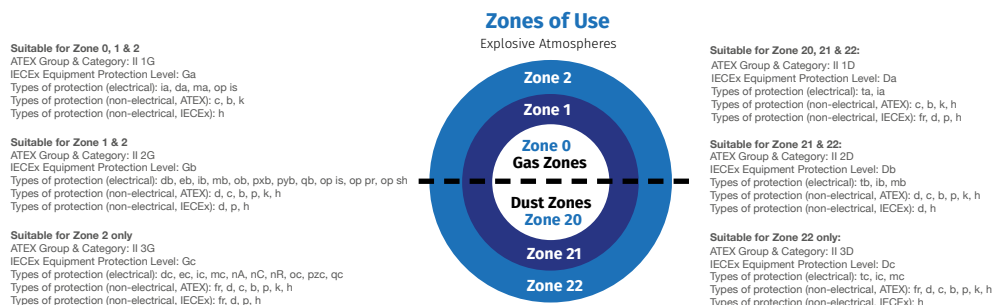 Zones of Use
Explosive Atmospheres
Suitable for Zone 0, 1 & 2
ATEX Group & Category: II 1G
IECEx Equipment Protection Level: Ga
Types of protection (electrical): ia, da, ma, op is
Types of protection (non-electrical, ATEX): c, b, k
Types of protection (non-electrical, IECEx): h
Suitable for Zone 1 & 2
ATEX Group & Category: II 2G
IECEx Equipment Protection Level: Gb
Types of protection (electrical): db, eb, ib, mb, ob, pxb, pyb, qb, op is, op pr, op sh
Types of protection (non-electrical, ATEX): d, c, b, p, k, h
Types of protection (non-electrical, IECEx): d, p, h
Suitable for Zone 2 only
ATEX Group & Category: II 3G
IECEx Equipment Protection Level: Gc
Types of protection (electrical): dc, ec, ic, mc, nA, nC, nR, oc, pzc, qc
Types of protection (non-electrical, ATEX): fr, d, c, b, p, k, h
Types of protection (non-electrical, IECEx): fr, d, p, h
Zone 2
Zone 1
Zone 0
Gas Zones
Dust Zones
Zone 20
Zone 21
Zone 22
Suitable for Zone 20, 21 & 22:
ATEX Group & Category: II 1D
IECEx Equipment Protection Level: Da
Types of protection (electrical): ta, ia
Types of protection (non-electrical, ATEX): c, b, k, h
Types of protection (non-electrical, IECEx): fr, d, p, h
Suitable for Zone 21 & 22:
ATEX Group & Category: II 2D
IECEx Equipment Protection Level: Db
Types of protection (electrical): tb, ib, mb
Types of protection (non-electrical, ATEX): d, c, b, p, k, h
Types of protection (non-electrical, IECEx): d, h
Suitable for Zone 22 only:
ATEX Group & Category: II 3D
IECEx Equipment Protection Level: Dc
Types of protection (electrical): tc, ic, mc
Types of protection (non-electrical, ATEX): fr, d, c, b, p, k, h
Types of protection (non-electrical, IECEx): h